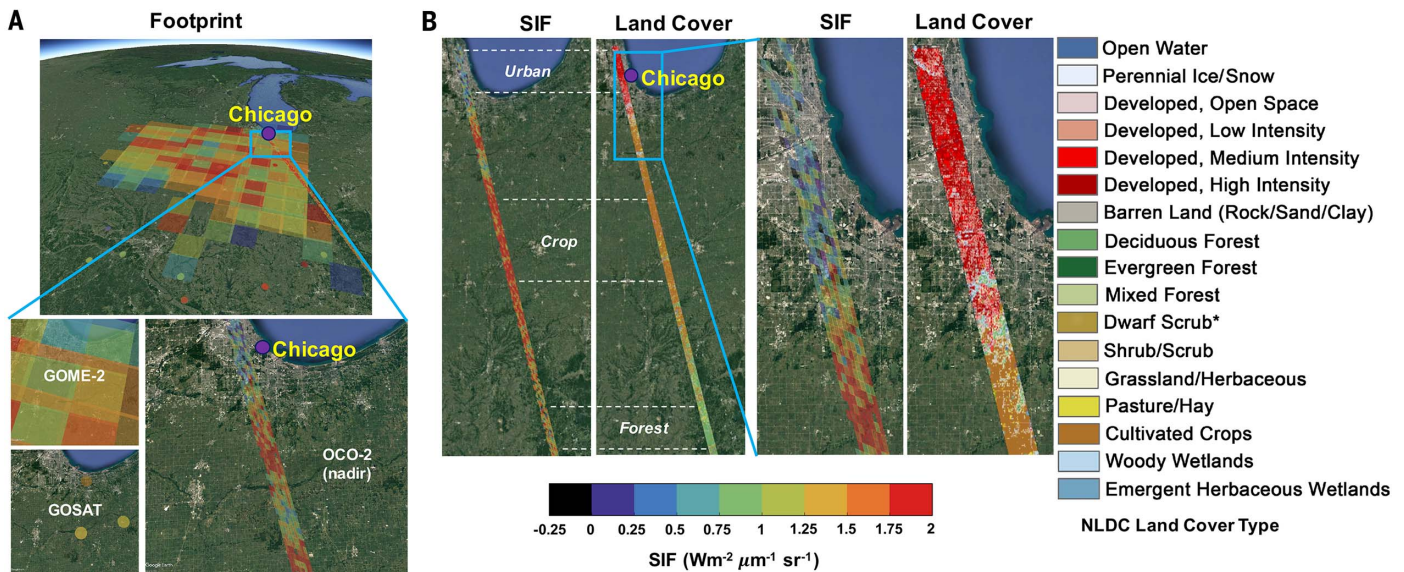 A
Footprint
Chicago
GOME-2
GOSAT
Chicago
OCO-2
(nadir)
B
SIF
Land Cover
SIF
Land Cover
Urban
Chicago
Crop
Forest
-0.25 0 0.25 0.5 0.75 1 1.25 1.5 1.75 2
SIF (Wm⁻² μm⁻¹ sr⁻¹)
Open Water
Perennial Ice/Snow
Developed, Open Space
Developed, Low Intensity
Developed, Medium Intensity
Developed, High Intensity
Barren Land (Rock/Sand/Clay)
Deciduous Forest
Evergreen Forest
Mixed Forest
Dwarf Scrub*
Shrub/Scrub
Grassland/Herbaceous
Pasture/Hay
Cultivated Crops
Woody Wetlands
Emergent Herbaceous Wetlands
NLDC Land Cover Type